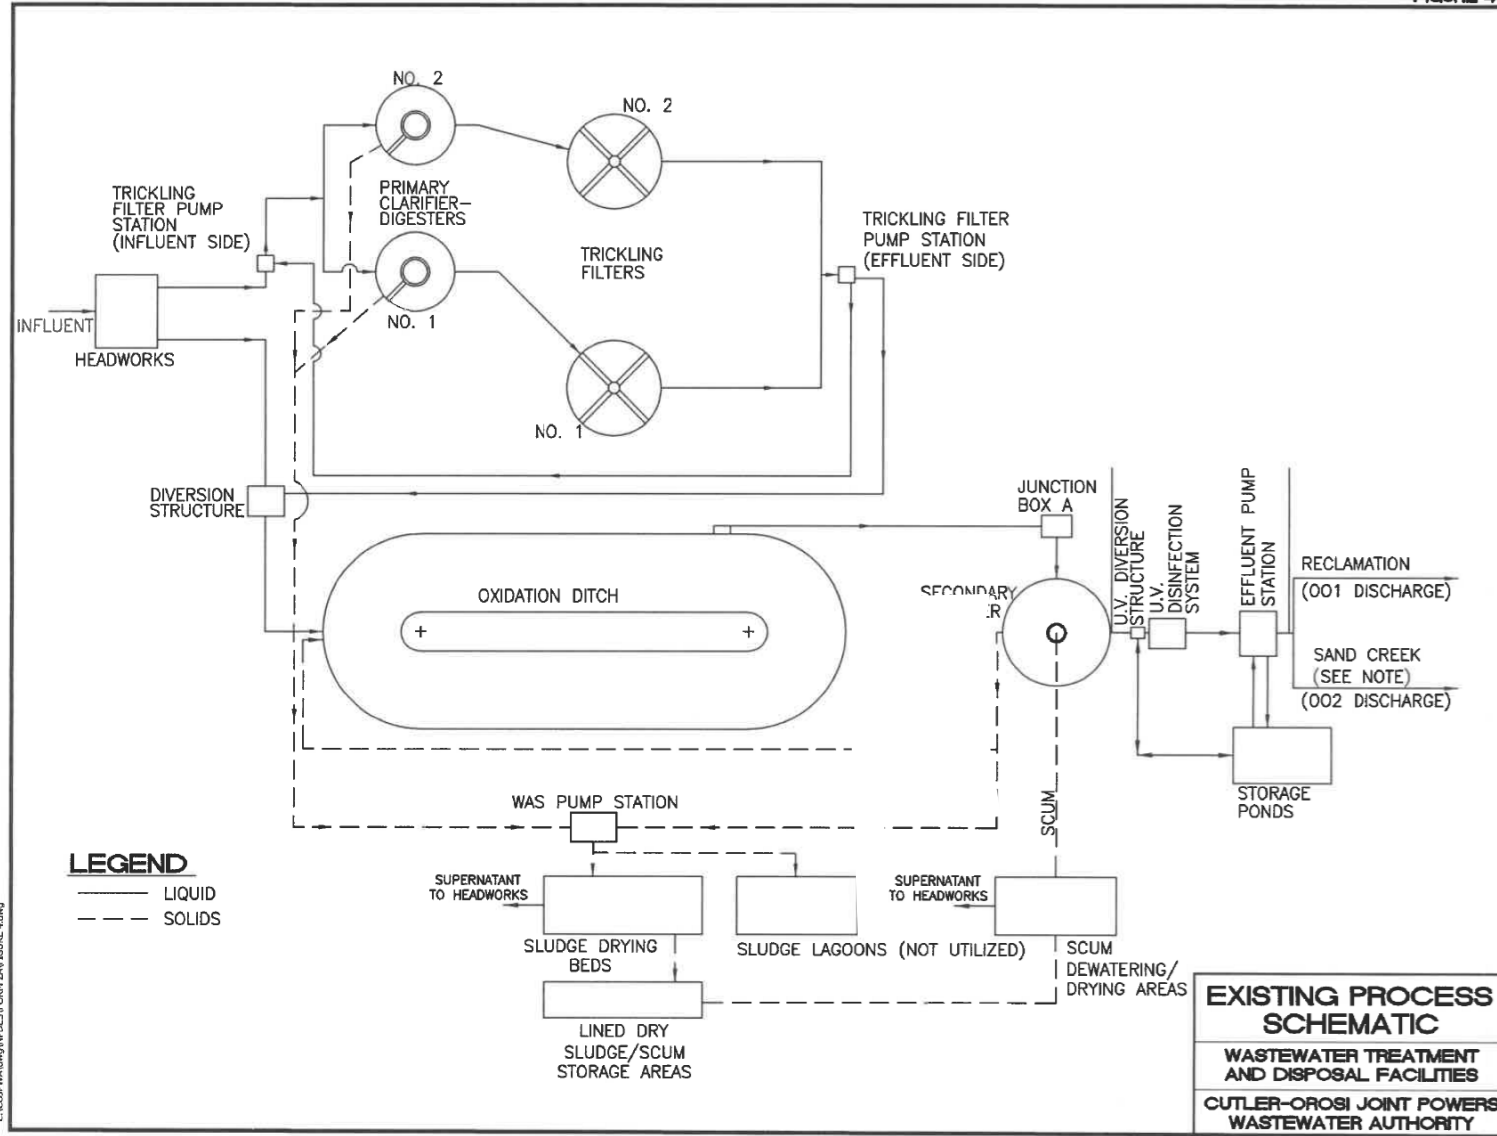 NO. 2
NO. 2
TRICKLING
FILTER PUMP
STATION
(INFLUENT SIDE)
PRIMARY
CLARIFIER-
DIGESTERS
TRICKLING
FILTERS
TRICKLING FILTER
PUMP STATION
(EFFLUENT SIDE)
INFLUENT
HEADWORKS
NO. 1
NO. 1
DIVERSION
STRUCTURE
JUNCTION
BOX A
OXIDATION DITCH
SECONDARY
U.V. DIVERSION
STRUCTURE
U.V.
DISINFECTION
SYSTEM
EFFLUENT PUMP
STATION
RECLAMATION
(001 DISCHARGE)
SAND CREEK
(SEE NOTE)
(002 DISCHARGE)
STORAGE
PONDS
SCUM
WAS PUMP STATION
LEGEND
LIQUID
SOLIDS
SUPERNATANT
TO HEADWORKS
SUPERNATANT
TO HEADWORKS
SLUDGE DRYING
BEDS
SLUDGE LAGOONS (NOT UTILIZED)
SCUM
DEWATERING/
DRYING AREAS
LINED DRY
SLUDGE/SCUM
STORAGE AREAS
EXISTING PROCESS
SCHEMATIC
WASTEWATER TREATMENT
AND DISPOSAL FACILITIES
CUTLER-OROSI JOINT POWERS
WASTEWATER AUTHORITY